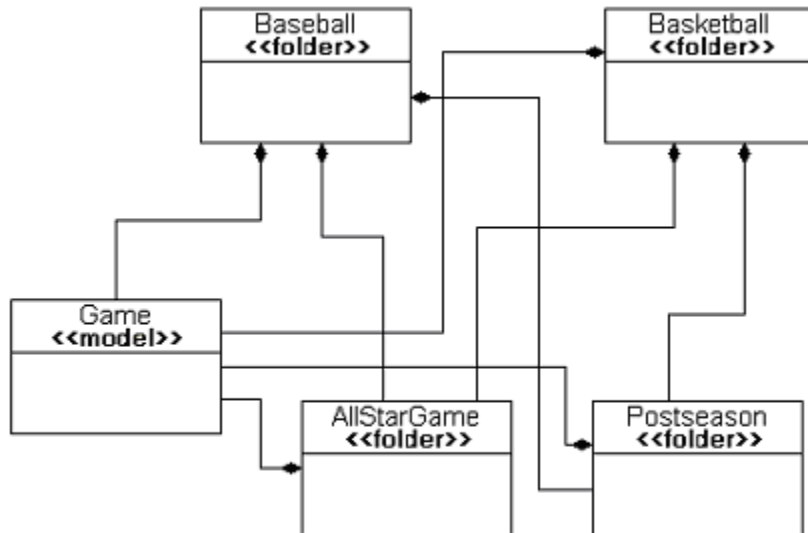 Baseball
<<folder>>
Basketball
<<folder>>
Game
<<model>>
AllStarGame
<<folder>>
Postseason
<<folder>>